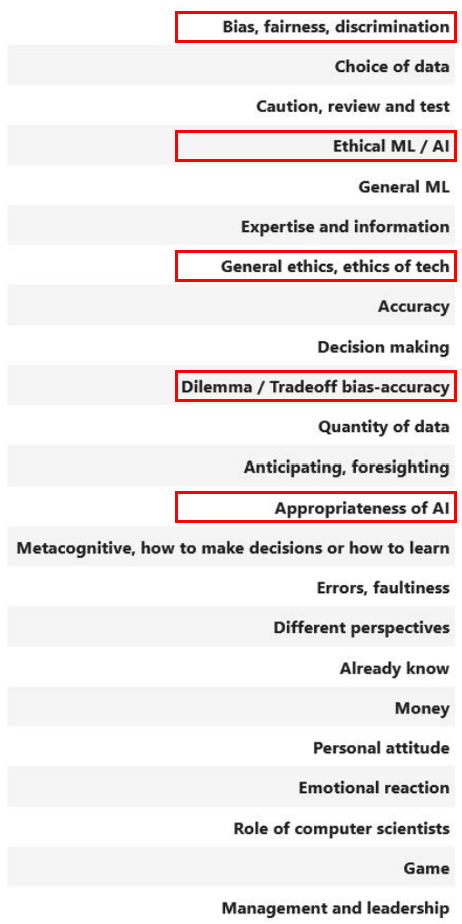 Bias, fairness, discrimination
Choice of data
Caution, review and test
Ethical ML / AI
General ML
Expertise and information
General ethics, ethics of tech
Accuracy
Decision making
Dilemma / Tradeoff bias-accuracy
Quantity of data
Anticipating, foresighting
Appropriateness of AI
Metacognitive, how to make decisions or how to learn
Errors, faultiness
Different perspectives
Already know
Money
Personal attitude
Emotional reaction
Role of computer scientists
Game
Management and leadership